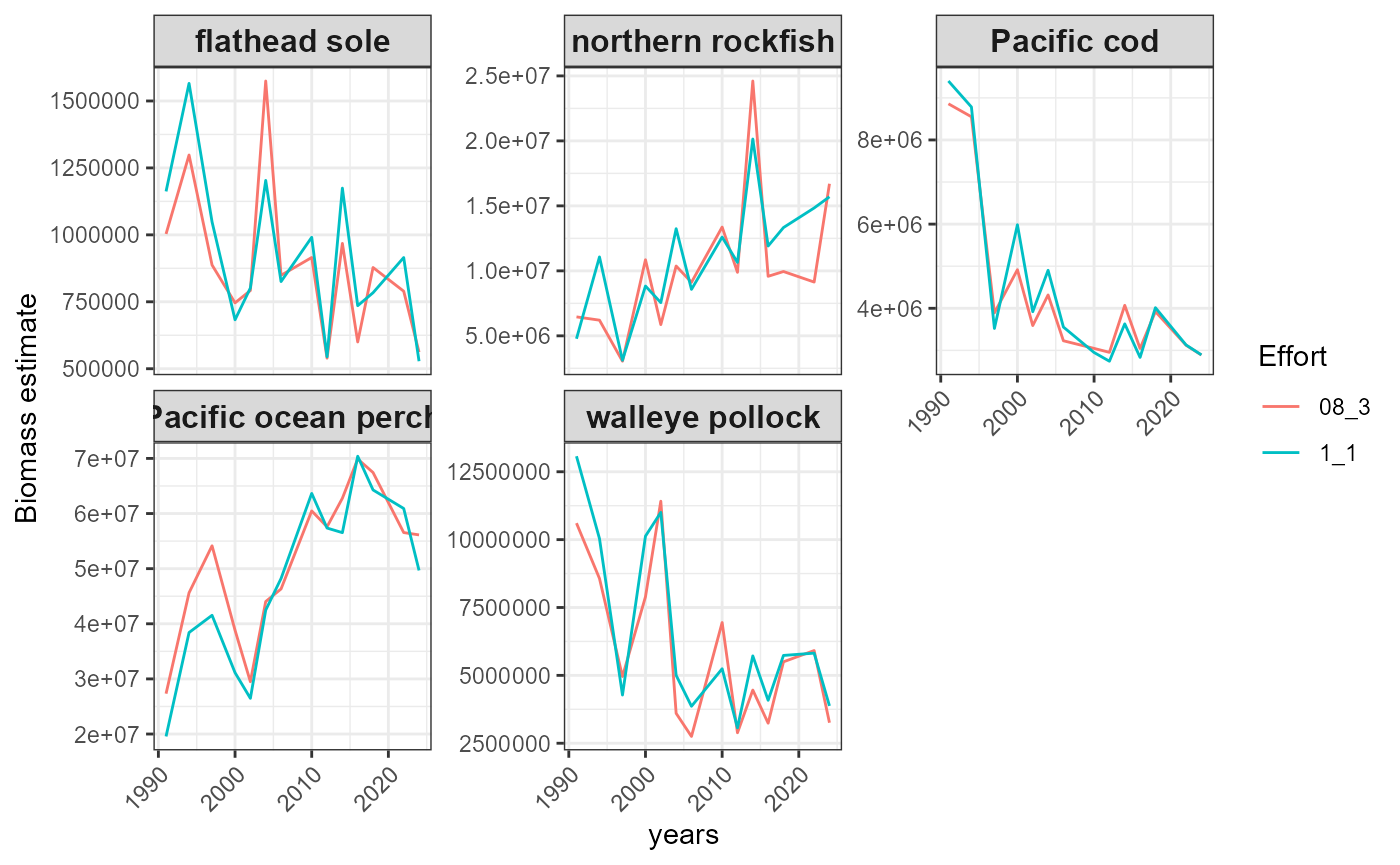 flathead sole
northern rockfish
Pacific cod
1500000
1250000
1000000
750000
500000
2.5e+07
2.0e+07
1.5e+07
1.0e+07
5.0e+06
8e+06
6e+06
4e+06
1990
2000
2010
2020
Pacific ocean perch
walleye pollock
7e+07
6e+07
5e+07
4e+07
3e+07
2e+07
12500000
10000000
7500000
5000000
2500000
1990
2000
2010
2020
1990
2000
2010
2020
years
Biomass estimate
Effort
08_3
1_1